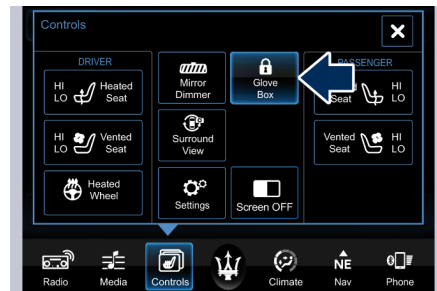 Controls
DRIVER
PASSENGER
HI
LO
Heated
Seat
Mirror
Dimmer
Glove
Box
Seat
HI
LO
HI
LO
Vented
Seat
Surround
View
Vented
Seat
HI
LO
Heated
Wheel
Settings
Screen OFF
Radio
Media
Controls
Climate
NE
Nav
Phone